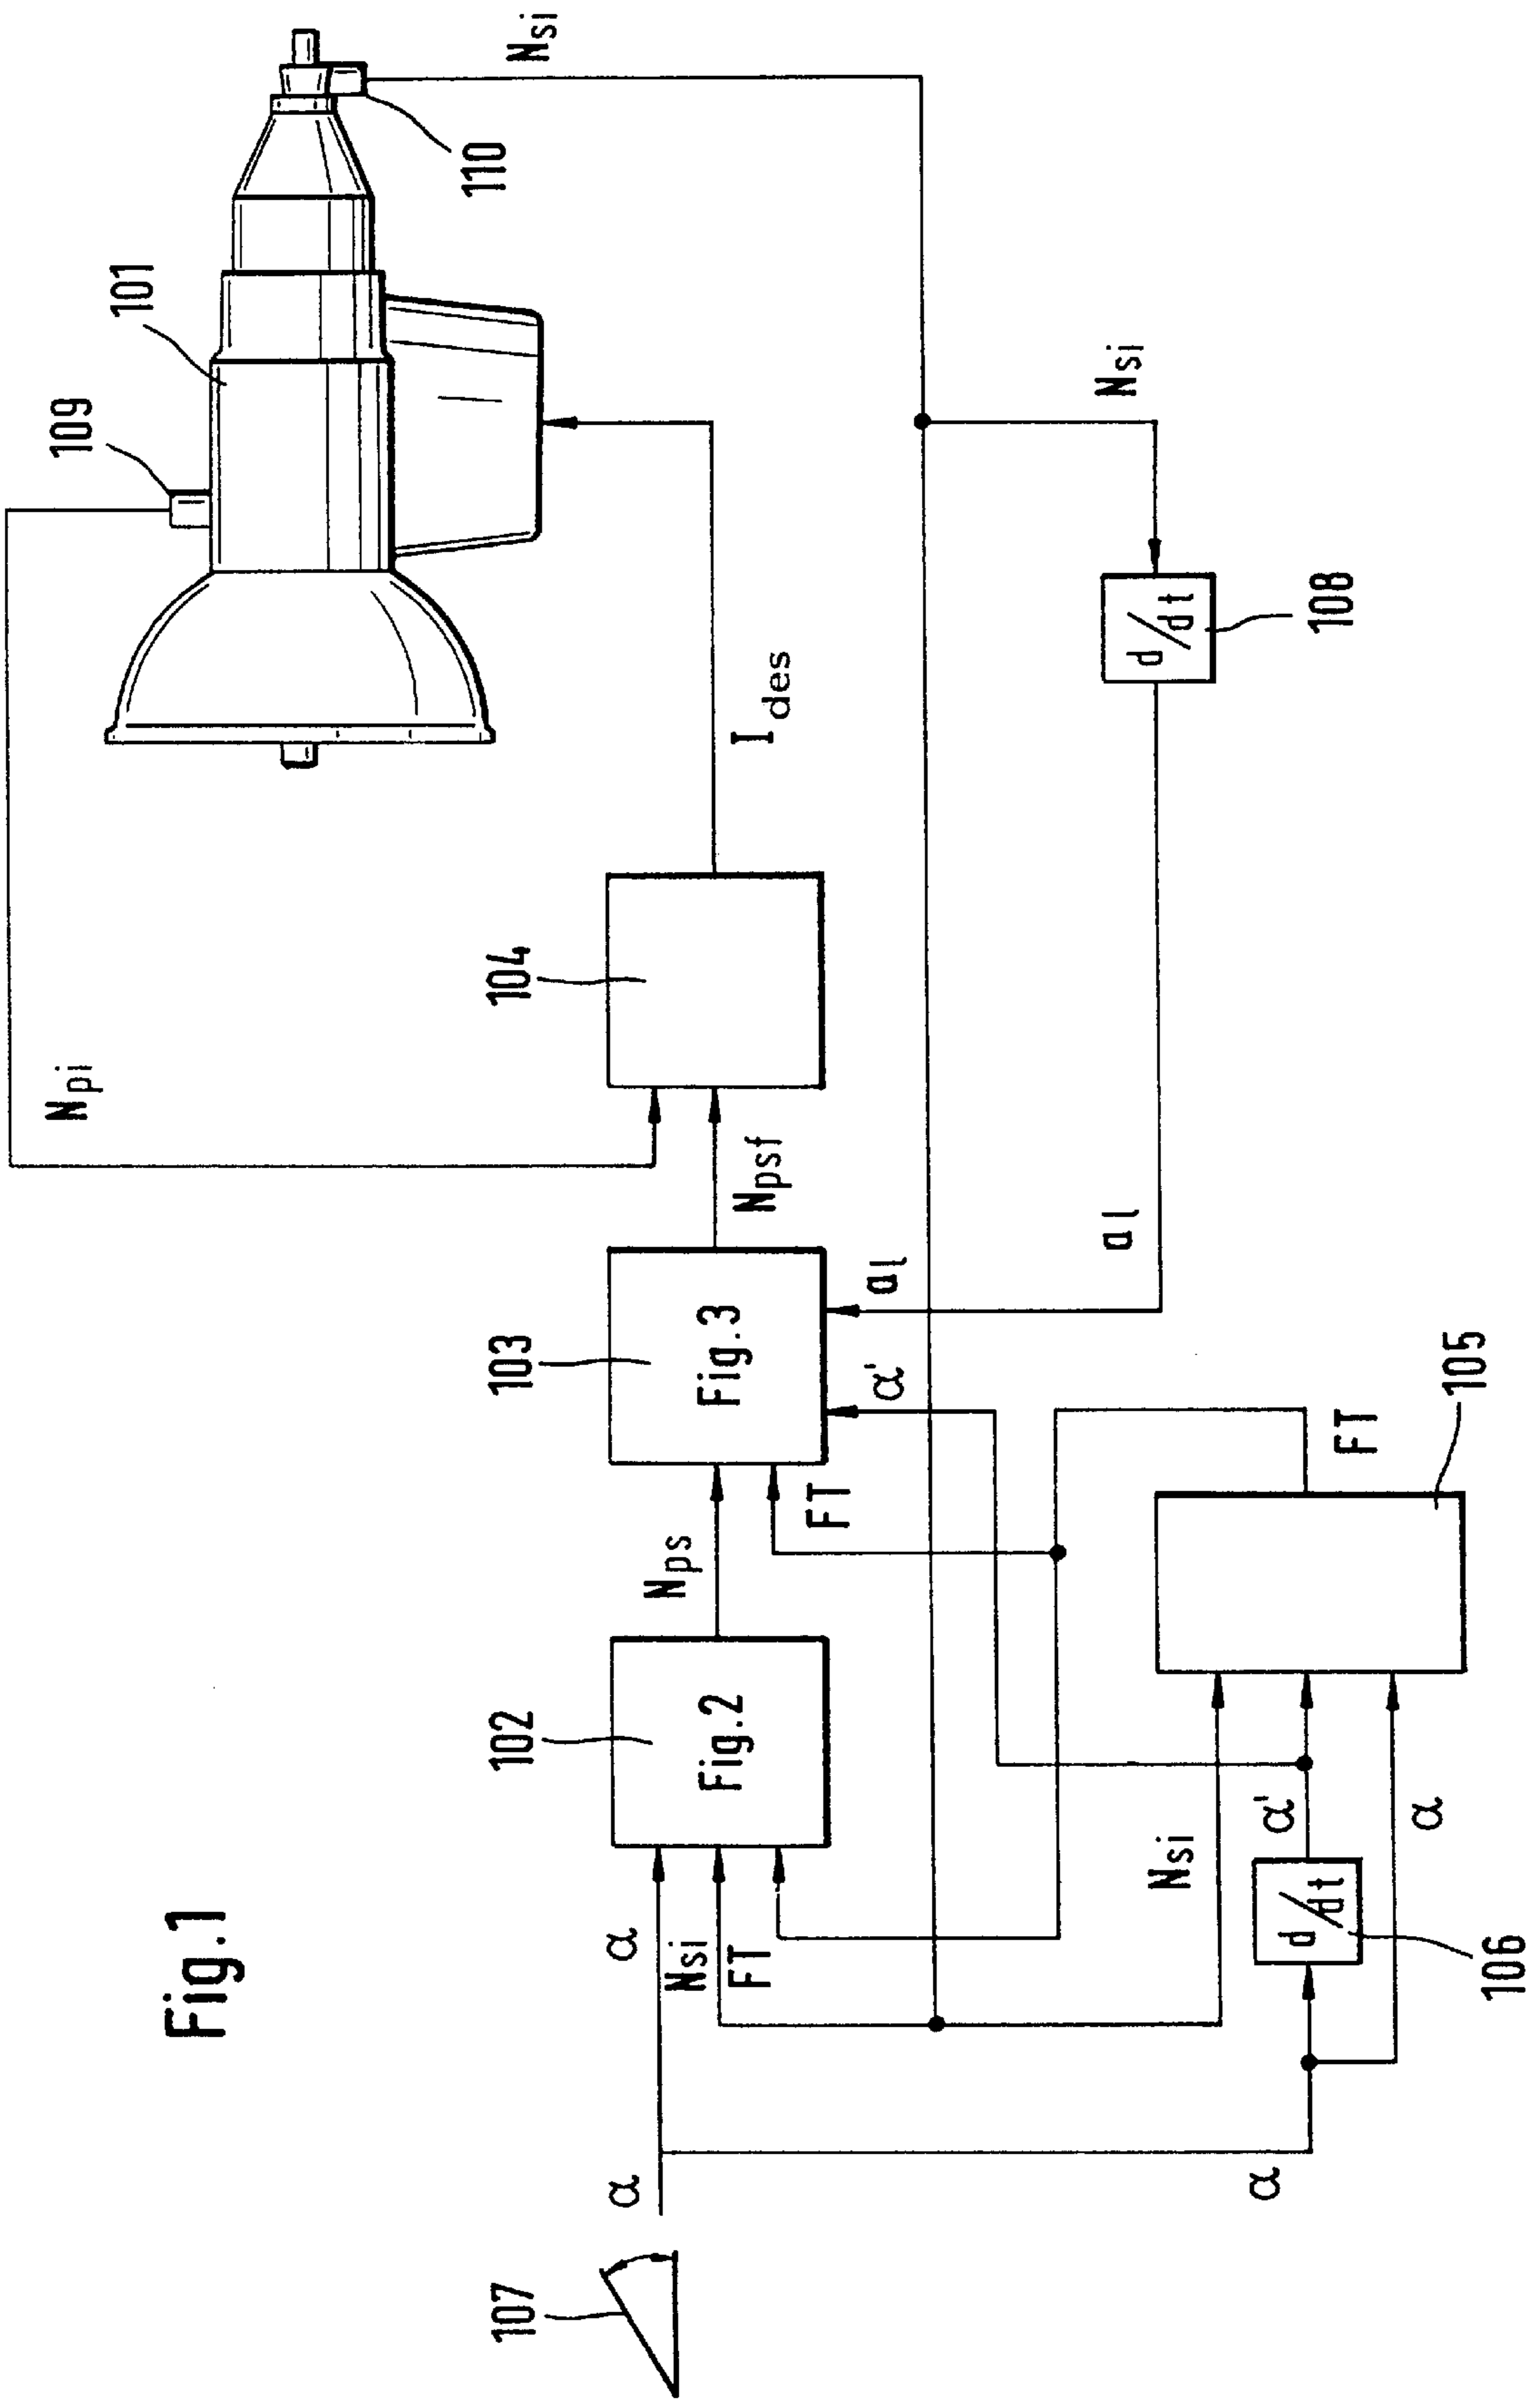 Fig.1
107
α
α
α
Nsi
FT
102
Fig.2
Nps
FT
103
Fig.3
α'
al
Npsf
Npi
104
Ides
109
101
110
Nsi
Nsi
d/dt
108
al
Nsi
α'
α
d/dt
106
105
FT